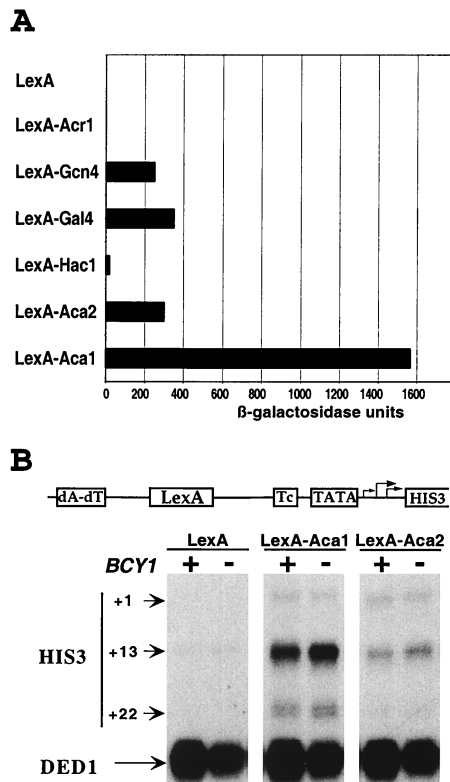 A
LexA
LexA-Acr1
LexA-Gcn4
LexA-Gal4
LexA-Hac1
LexA-Aca2
LexA-Aca1
0 200 400 600 800 1000 1200 1400 1600
ß-galactosidase units
B
dA-dT LexA Tc TATA HIS3
LexA LexA-Aca1 LexA-Aca2
BCY1 + - + - + -
+1
HIS3 +13
+22
DED1